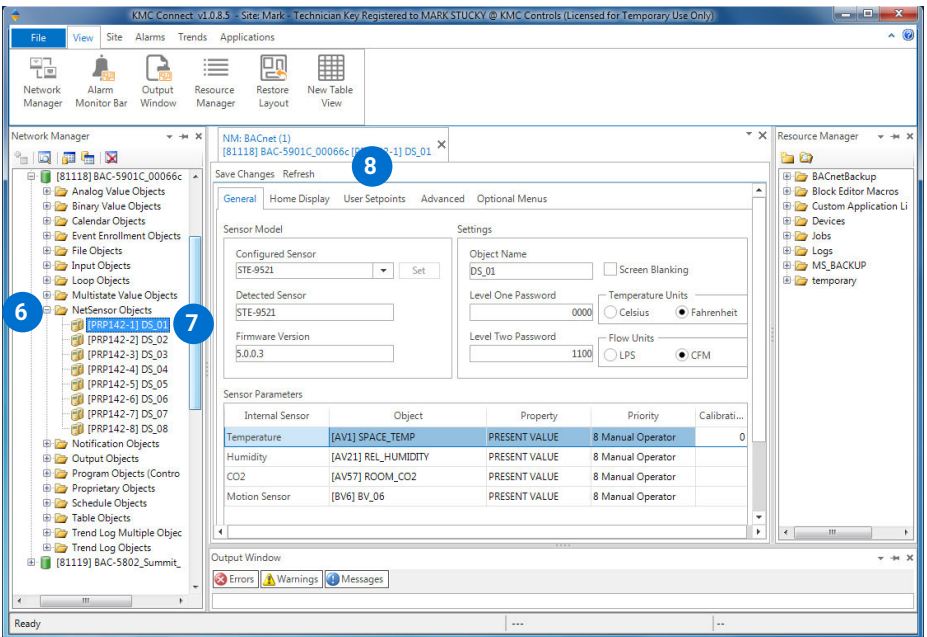 KMC Connect v1.0.8.5 - Site: Mark - Technician Key Registered to MARK STUCKY @ KMC Controls (Licensed for Temporary Use Only)
File View Site Alarms Trends Applications
Network Manager
Alarm Monitor Bar
Output Window
Resource Manager
Restore Layout
New Table View
Network Manager
[81118] BAC-5901C_00066c
Analog Value Objects
Binary Value Objects
Calendar Objects
Event Enrollment Objects
File Objects
Input Objects
Loop Objects
Multistate Value Objects
6
NetSensor Objects
[PRP142-1] DS_01
7
[PRP142-2] DS_02
[PRP142-3] DS_03
[PRP142-4] DS_04
[PRP142-5] DS_05
[PRP142-6] DS_06
[PRP142-7] DS_07
[PRP142-8] DS_08
Notification Objects
Output Objects
Program Objects (Contro
Proprietary Objects
Schedule Objects
Table Objects
Trend Log Multiple Objec
Trend Log Objects
[81119] BAC-5802_Summit_
NM: BACnet (1)
[81118] BAC-5901C_00066c [PRP142-1] DS_01
8
Save Changes Refresh
General Home Display User Setpoints Advanced Optional Menus
Sensor Model
Configured Sensor
STE-9521 Set
Detected Sensor
STE-9521
Firmware Version
5.0.0.3
Settings
Object Name
DS_01 Screen Blanking
Level One Password
0000
Temperature Units
Celsius Fahrenheit
Level Two Password
1100
Flow Units
LPS CFM
Sensor Parameters
Internal Sensor Object Property Priority Calibrati...
Temperature [AV1] SPACE_TEMP PRESENT VALUE 8 Manual Operator 0
Humidity [AV21] REL_HUMIDITY PRESENT VALUE 8 Manual Operator
CO2 [AV57] ROOM_CO2 PRESENT VALUE 8 Manual Operator
Motion Sensor [BV6] BV_06 PRESENT VALUE 8 Manual Operator
Resource Manager
BACnetBackup
Block Editor Macros
Custom Application Li
Devices
Jobs
Logs
MS_BACKUP
temporary
Output Window
Errors Warnings Messages
Ready --- --